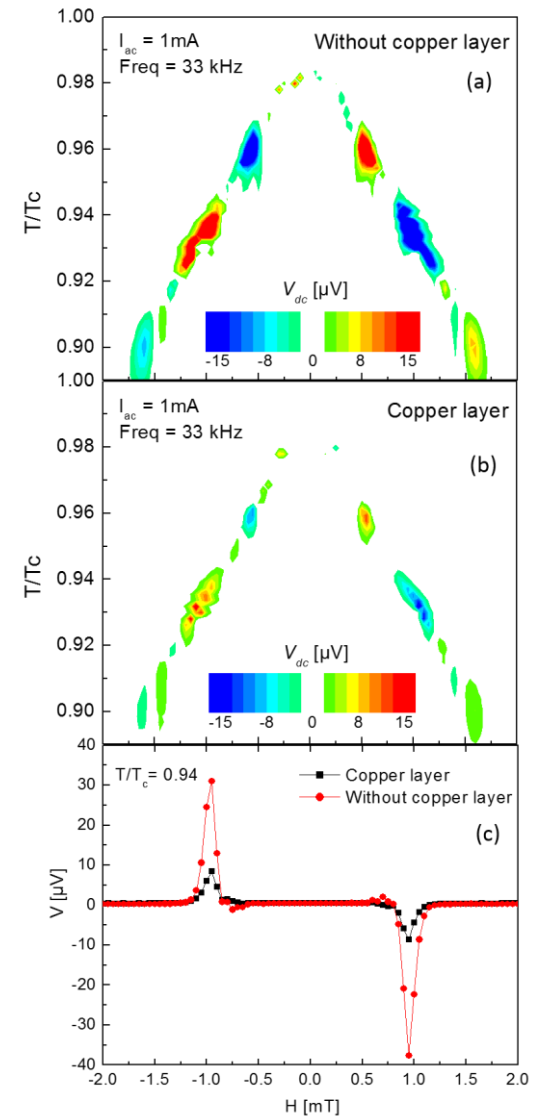 1.00
I_ac = 1mA
Freq = 33 kHz
Without copper layer
(a)
0.98
0.96
0.94
0.92
0.90
T/Tc
V_dc [µV]
-15 -8 0 8 15
1.00
I_ac = 1mA
Freq = 33 kHz
Copper layer
(b)
0.98
0.96
0.94
0.92
0.90
T/Tc
V_dc [µV]
-15 -8 0 8 15
40
T/T_c= 0.94
Copper layer
Without copper layer
(c)
30
20
10
0
-10
-20
-30
-40
V [µV]
-2.0 -1.5 -1.0 -0.5 0.0 0.5 1.0 1.5 2.0
H [mT]